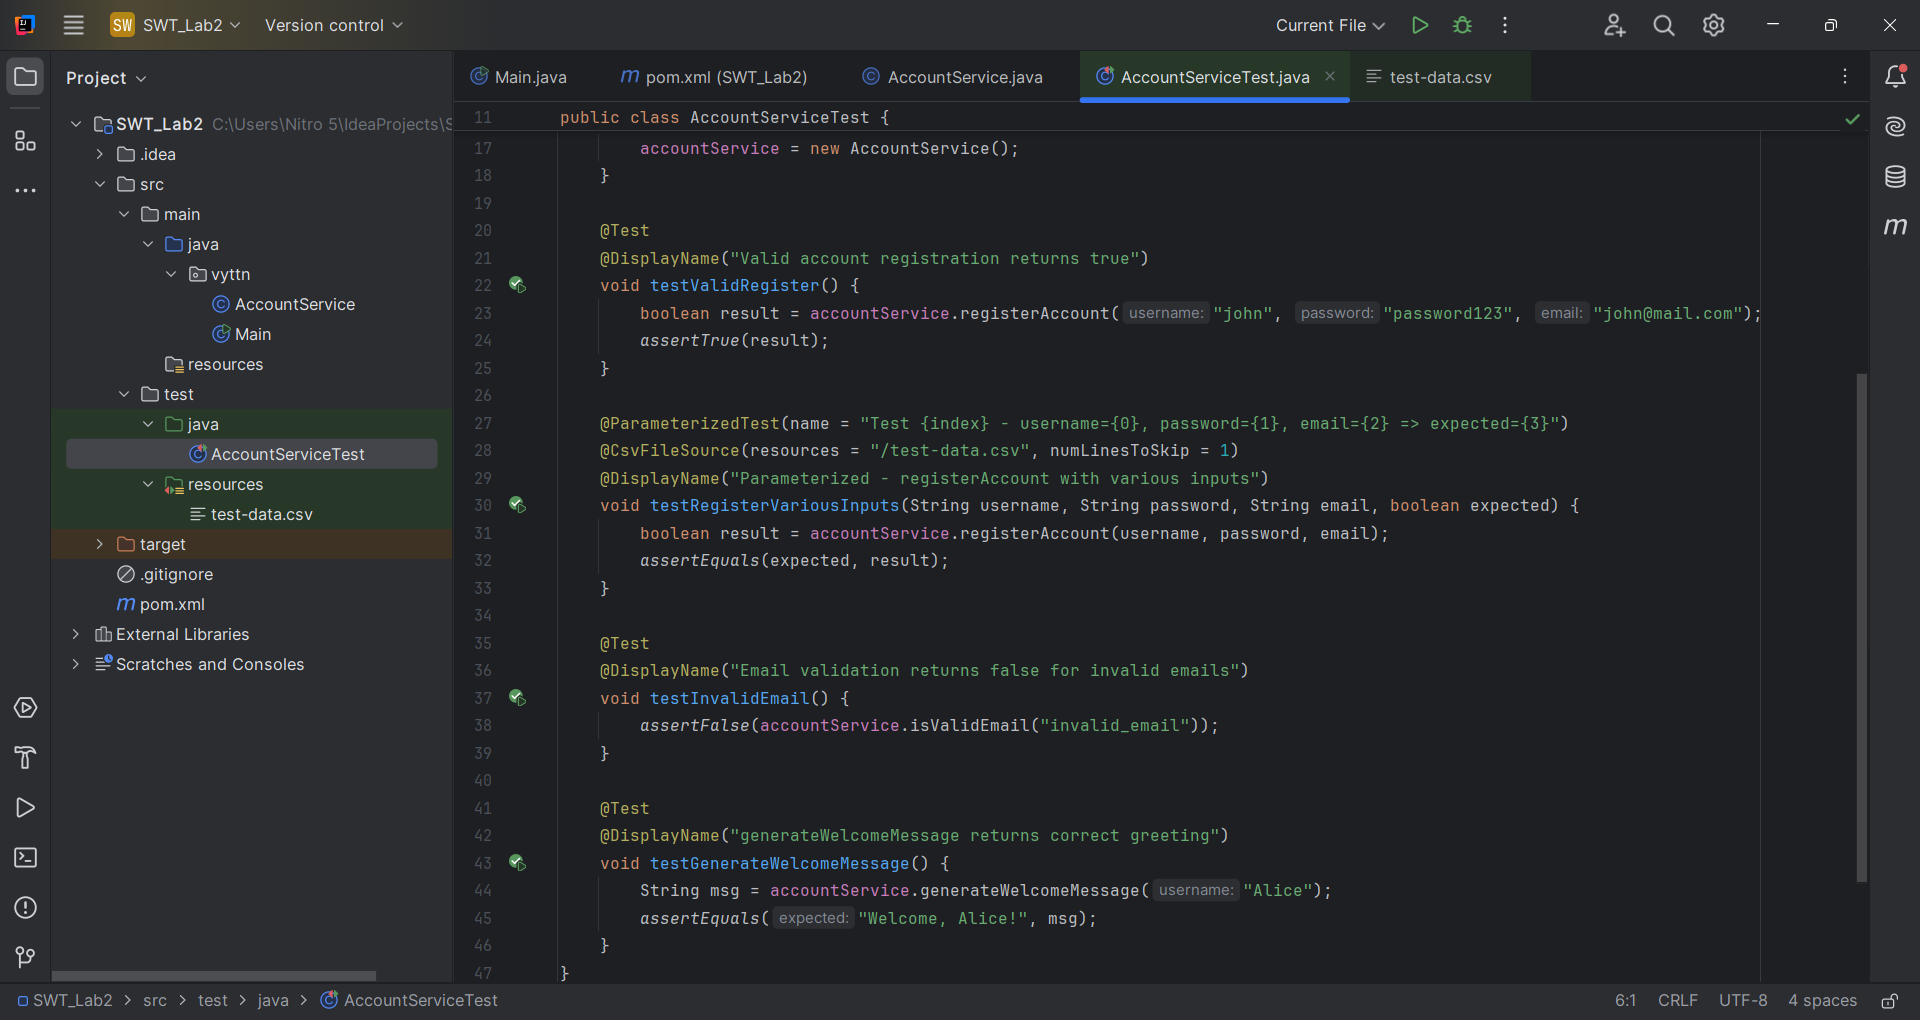 SW SWT_Lab2 Version control Current File
Project
SWT_Lab2 C:\Users\Nitro 5\IdeaProjects\S
.idea
src
main
java
vyttn
AccountService
Main
resources
test
java
AccountServiceTest
resources
test-data.csv
target
.gitignore
pom.xml
External Libraries
Scratches and Consoles
Main.java pom.xml (SWT_Lab2) AccountService.java AccountServiceTest.java test-data.csv
11 public class AccountServiceTest {
17 accountService = new AccountService();
18 }
19
20 @Test
21 @DisplayName("Valid account registration returns true")
22 void testValidRegister() {
23 boolean result = accountService.registerAccount( username: "john", password: "password123", email: "john@mail.com");
24 assertTrue(result);
25 }
26
27 @ParameterizedTest(name = "Test {index} - username={0}, password={1}, email={2} => expected={3}")
28 @CsvFileSource(resources = "/test-data.csv", numLinesToSkip = 1)
29 @DisplayName("Parameterized - registerAccount with various inputs")
30 void testRegisterVariousInputs(String username, String password, String email, boolean expected) {
31 boolean result = accountService.registerAccount(username, password, email);
32 assertEquals(expected, result);
33 }
34
35 @Test
36 @DisplayName("Email validation returns false for invalid emails")
37 void testInvalidEmail() {
38 assertFalse(accountService.isValidEmail("invalid_email"));
39 }
40
41 @Test
42 @DisplayName("generateWelcomeMessage returns correct greeting")
43 void testGenerateWelcomeMessage() {
44 String msg = accountService.generateWelcomeMessage( username: "Alice");
45 assertEquals( expected: "Welcome, Alice!", msg);
46 }
47 }
SWT_Lab2 > src > test > java > AccountServiceTest 6:1 CRLF UTF-8 4 spaces